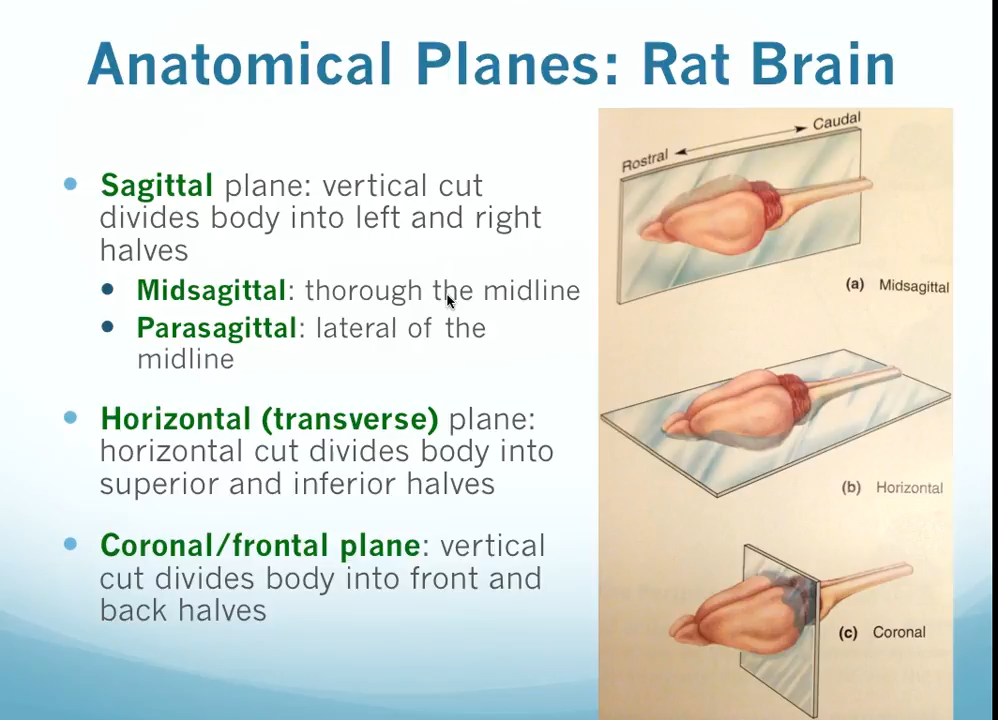 Anatomical Planes: Rat Brain
Sagittal plane: vertical cut
divides body into left and right
halves
Midsagittal: thorough the midline
Parasagittal: lateral of the
midline
Horizontal (transverse) plane:
horizontal cut divides body into
superior and inferior halves
Coronal/frontal plane: vertical
cut divides body into front and
back halves
Rostral
Caudal
(a) Midsagittal
(b) Horizontal
(c) Coronal